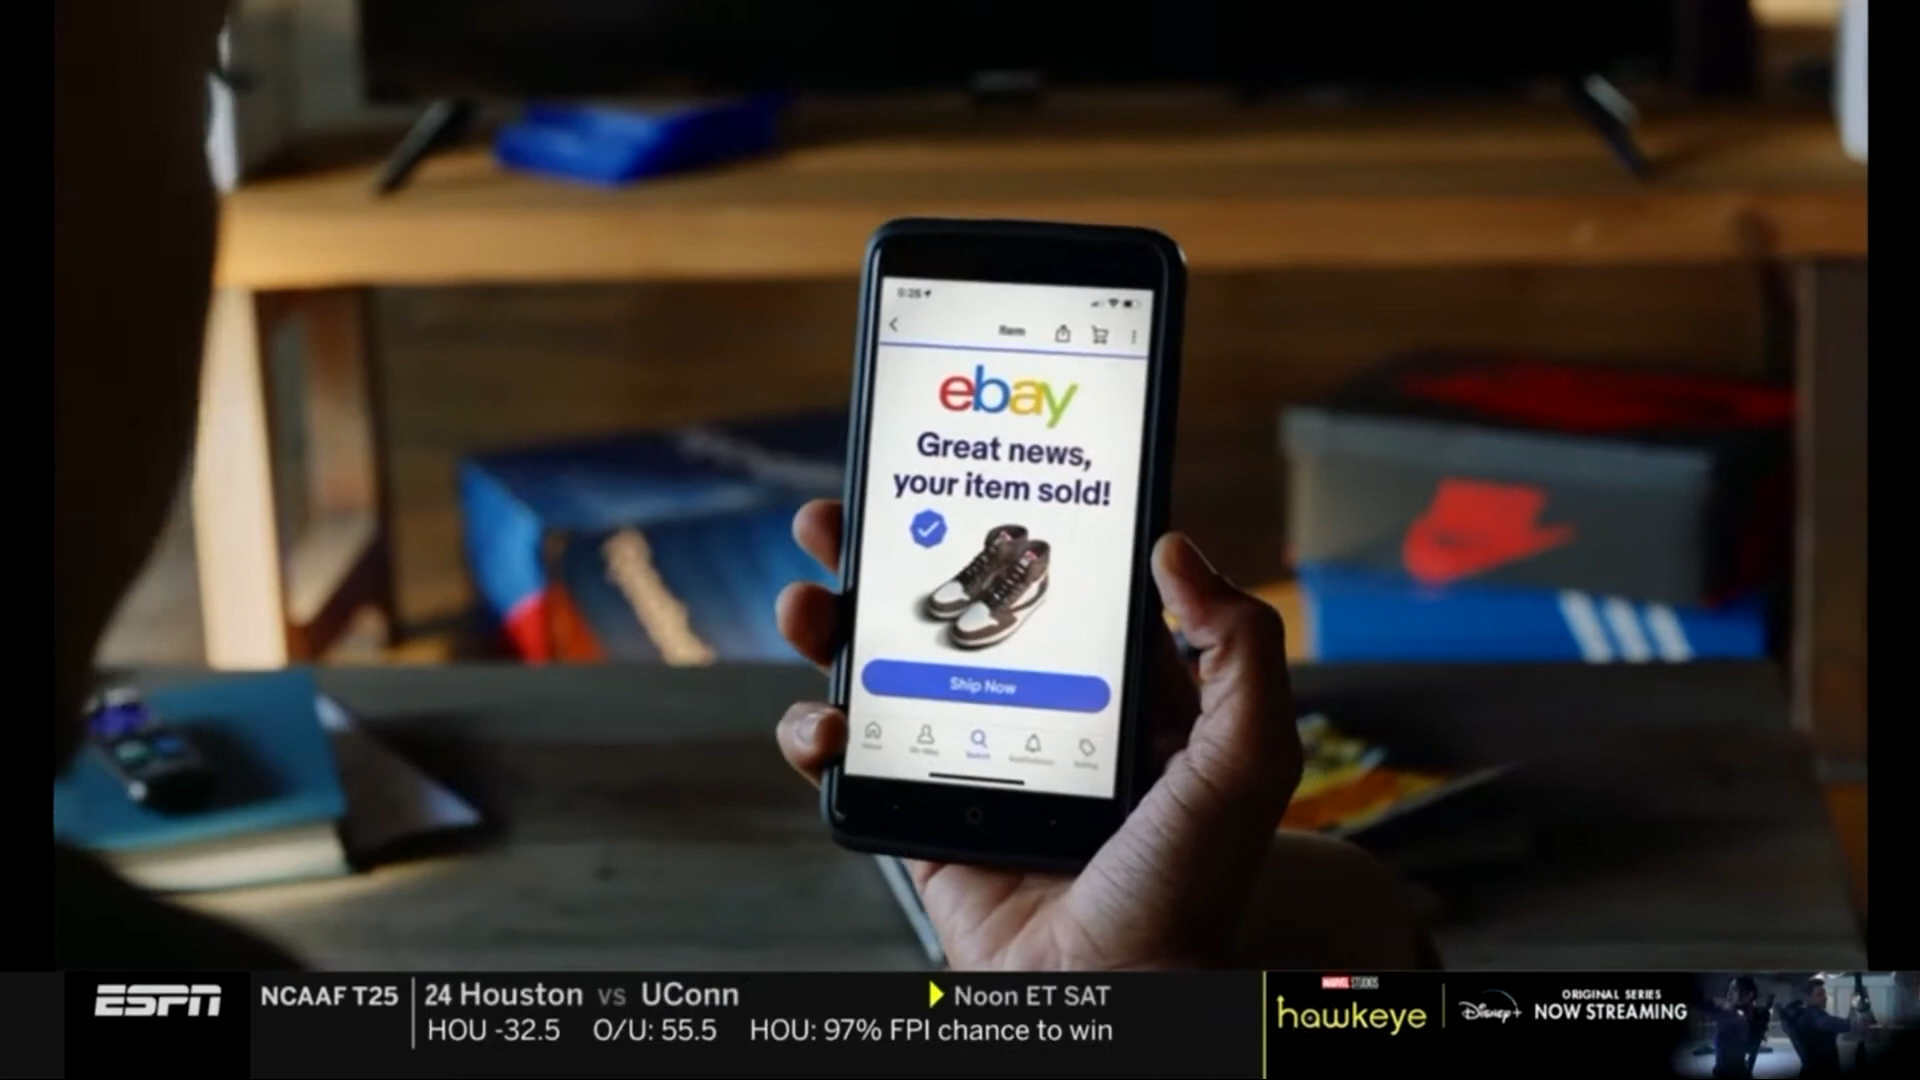 Item
ebay
Great news,
your item sold!
Ship Now
ESPN
NCAAF T25
24 Houston vs UConn
Noon ET SAT
HOU -32.5 O/U: 55.5 HOU: 97% FPI chance to win
MARVEL STUDIOS
hawkeye
Disney+
ORIGINAL SERIES
NOW STREAMING